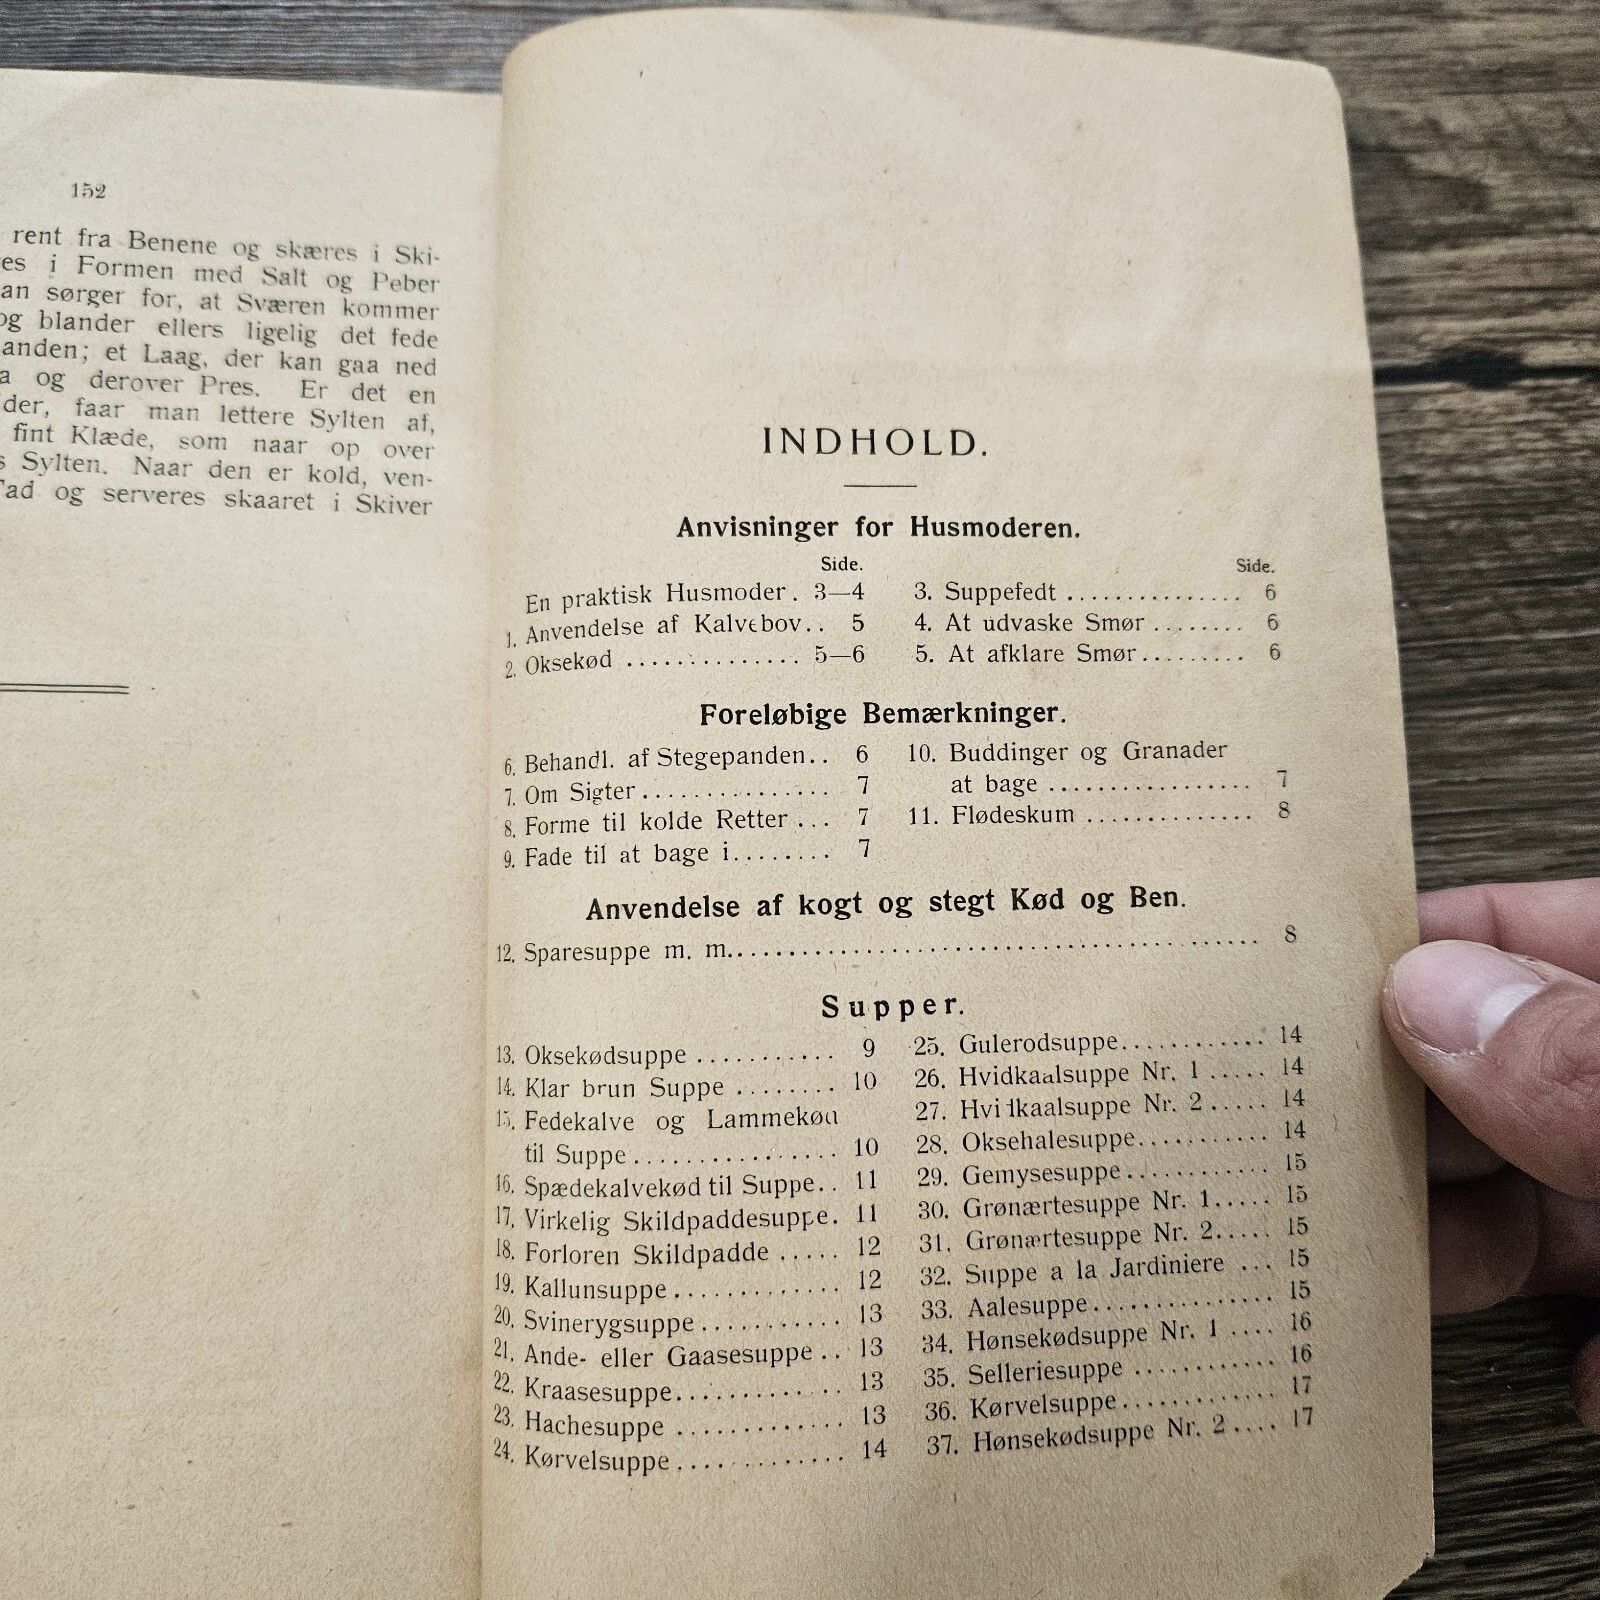 152
rent fra Benene og skæres i Ski-
es i Formen med Salt og Peber
an sørger for, at Sværen kommer
og blander ellers ligelig det fede
anden; et Laag, der kan gaa ned
a og derover Pres. Er det en
der, faar man lettere Sylten af,
fint Klæde, som naar op over
s Sylten. Naar den er kold, ven-
Fad og serveres skaaret i Skiver
INDHOLD.
Anvisninger for Husmoderen.
Side.
En praktisk Husmoder. 3—4
1. Anvendelse af Kalvebov.. 5
2. Oksekød .............. 5—6
Side.
3. Suppefedt ............... 6
4. At udvaske Smør ........ 6
5. At afklare Smør......... 6
Foreløbige Bemærkninger.
6. Behandl. af Stegepanden.. 6
7. Om Sigter............... 7
8. Forme til kolde Retter ... 7
9. Fade til at bage i........ 7
10. Buddinger og Granader
at bage ................. 7
11. Flødeskum .............. 8
Anvendelse af kogt og stegt Kød og Ben.
12. Sparesuppe m. m........................................ 8
Supper.
13. Oksekødsuppe ........... 9
14. Klar brun Suppe ........ 10
15. Fedekalve og Lammekød
til Suppe................ 10
16. Spædekalvekød til Suppe.. 11
17. Virkelig Skildpaddesuppe. 11
18. Forloren Skildpadde ..... 12
19. Kallunsuppe............. 12
20. Svinerygsuppe........... 13
21. Ande- eller Gaasesuppe .. 13
22. Kraasesuppe............. 13
23. Hachesuppe ............. 13
24. Kørvelsuppe............. 14
25. Gulerodsuppe............ 14
26. Hvidkaalsuppe Nr. 1 ..... 14
27. Hvidkaalsuppe Nr. 2..... 14
28. Oksehalesuppe........... 14
29. Gemysesuppe............ 15
30. Grønærtesuppe Nr. 1..... 15
31. Grønærtesuppe Nr. 2..... 15
32. Suppe a la Jardiniere ... 15
33. Aalesuppe............... 15
34. Hønsekødsuppe Nr. 1 .... 16
35. Selleriesuppe ............ 16
36. Kørvelsuppe............. 17
37. Hønsekødsuppe Nr. 2.... 17